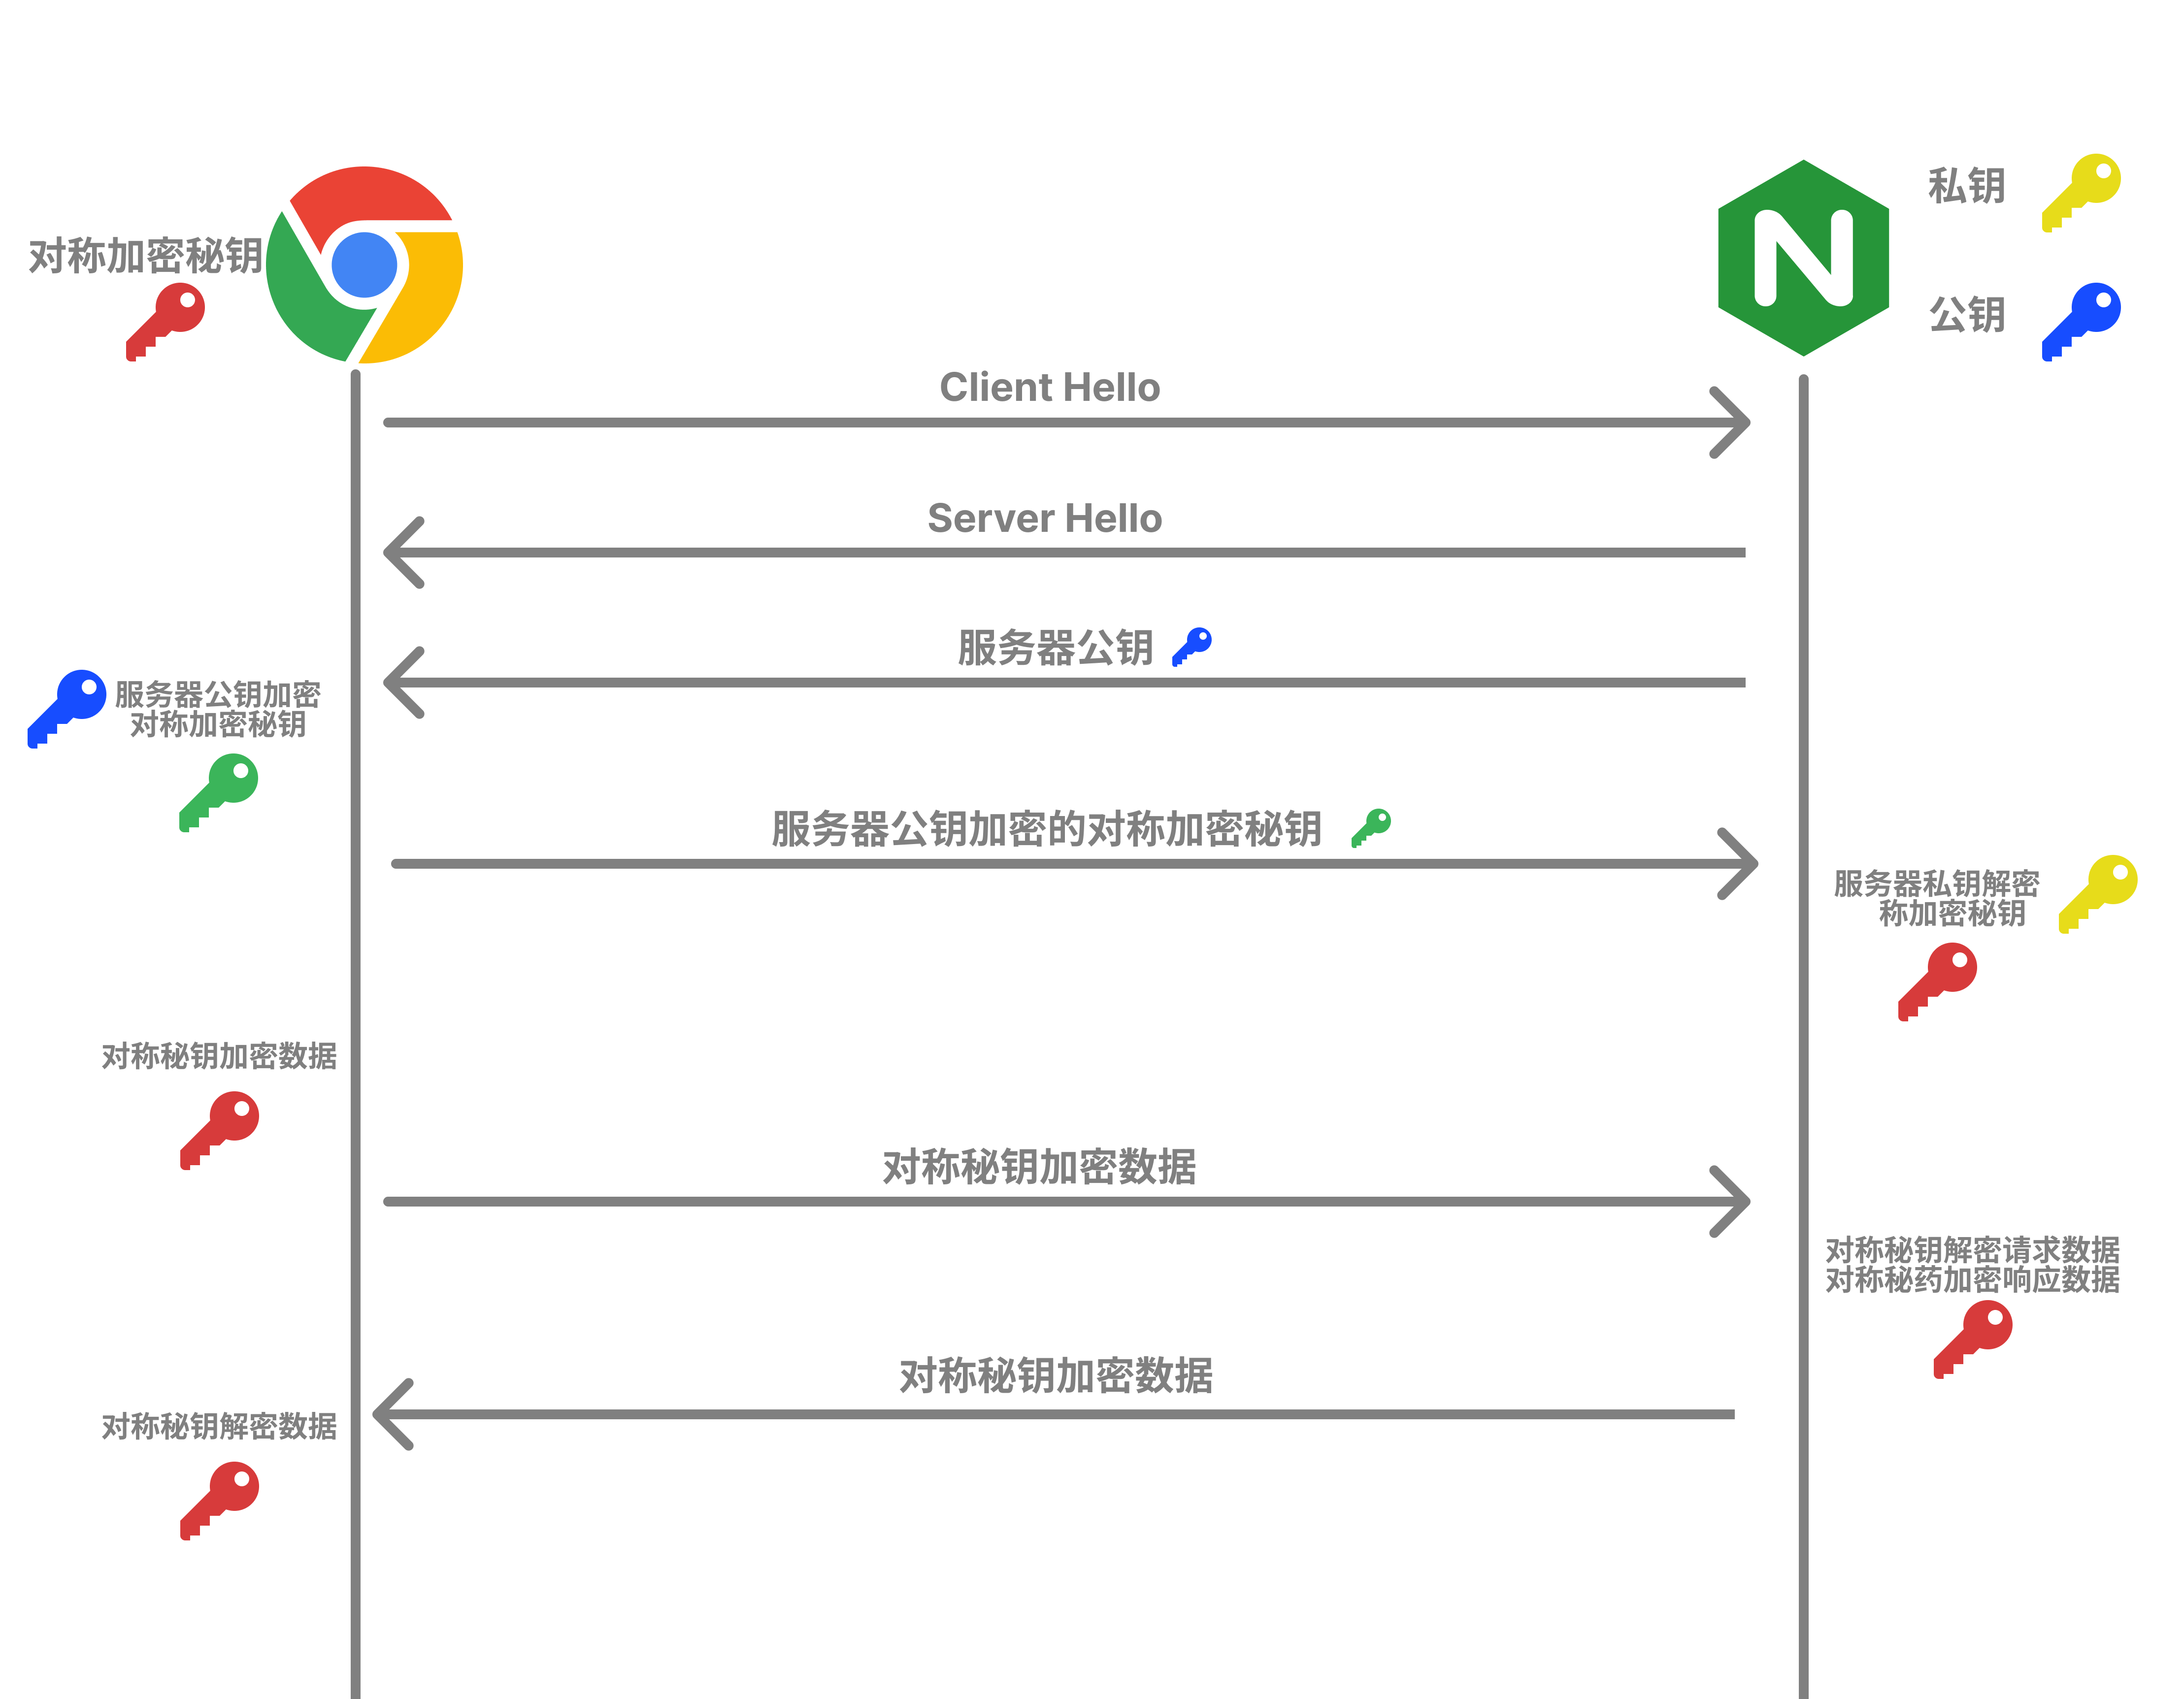 私钥
对称加密秘钥
公钥
Client Hello
Server Hello
服务器公钥
服务器公钥加密
对称加密秘钥
服务器公钥加密的对称加密秘钥
服务器私钥解密
称加密秘钥
对称秘钥加密数据
对称秘钥加密数据
对称秘钥解密请求数据
对称秘药加密响应数据
对称秘钥加密数据
对称秘钥解密数据